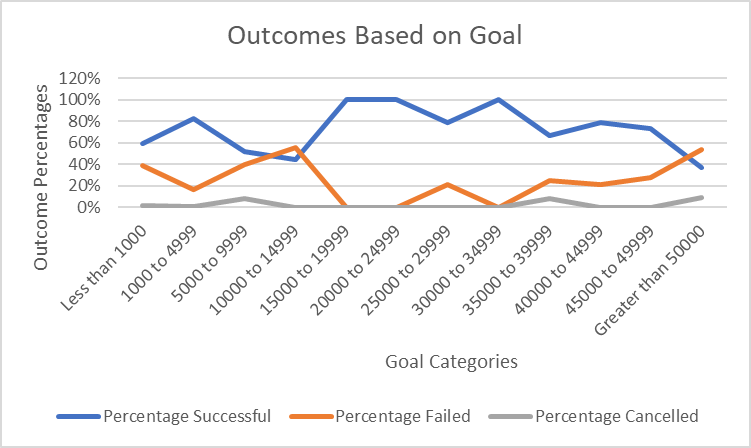 Outcomes Based on Goal
Outcome Percentages
120%
100%
80%
60%
40%
20%
0%
Less than 1000
1000 to 4999
5000 to 9999
10000 to 14999
15000 to 19999
20000 to 24999
25000 to 29999
30000 to 34999
35000 to 39999
40000 to 44999
45000 to 49999
Greater than 50000
Goal Categories
Percentage Successful
Percentage Failed
Percentage Cancelled